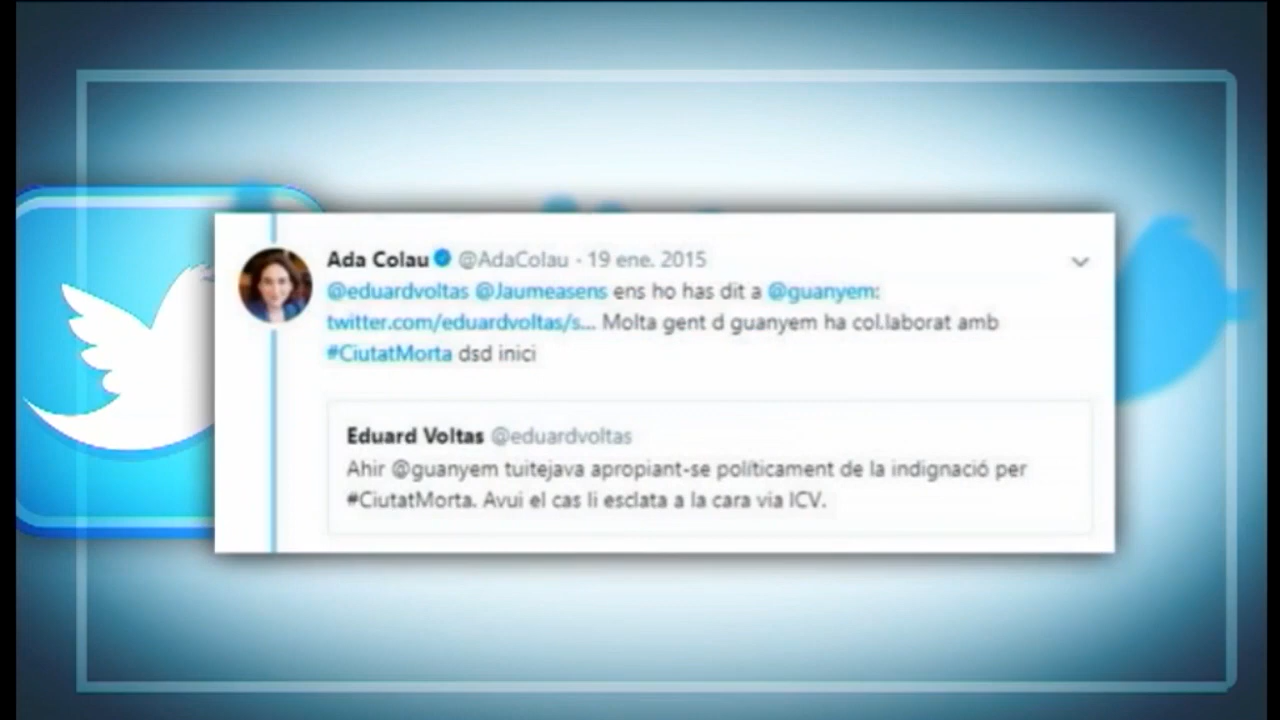 Ada Colau @AdaColau · 19 ene. 2015
@eduardvoltas @Jaumeasens ens ho has dit a @guanyem:
twitter.com/eduardvoltas/s... Molta gent d guanyem ha col.laborat amb
#CiutatMorta dsd inici
Eduard Voltas @eduardvoltas
Ahir @guanyem tuitejava apropiant-se políticament de la indignació per
#CiutatMorta. Avui el cas li esclata a la cara via ICV.